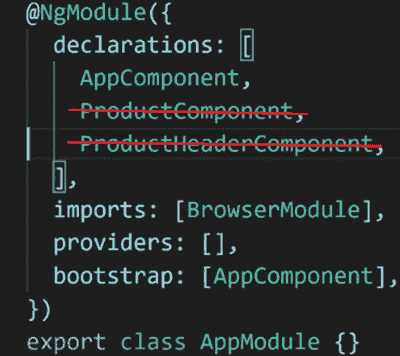 @NgModule({
declarations: [
AppComponent,
ProductComponent,
ProductHeaderComponent,
],
imports: [BrowserModule],
providers: [],
bootstrap: [AppComponent],
})
export class AppModule {}